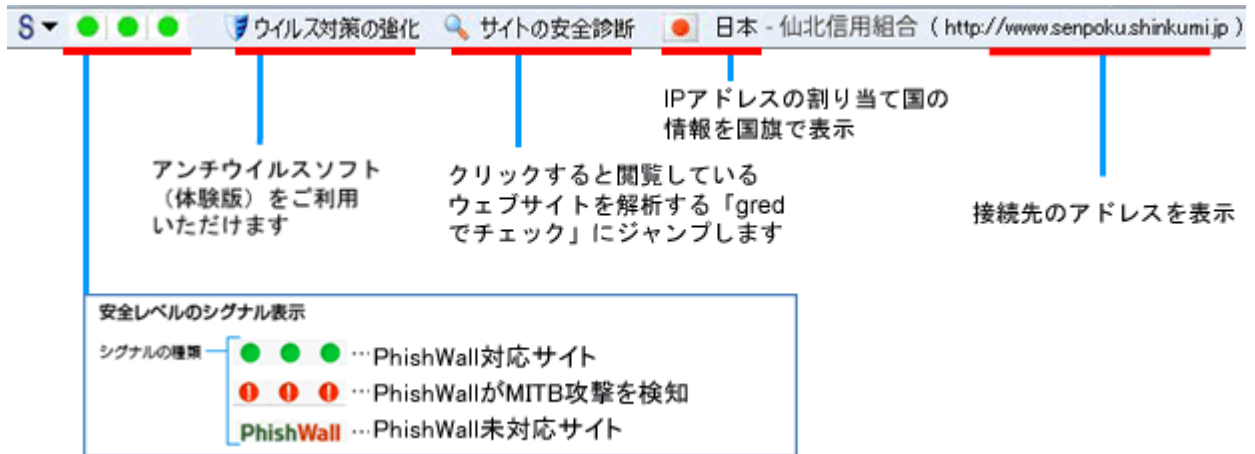 S ウイルス対策の強化 サイトの安全診断 日本 - 仙北信用組合 ( http://www.senpoku.shinkumi.jp )
IPアドレスの割り当て国の
情報を国旗で表示
アンチウイルスソフト
（体験版）をご利用
いただけます
クリックすると閲覧している
ウェブサイトを解析する「gred
でチェック」にジャンプします
接続先のアドレスを表示
安全レベルのシグナル表示
シグナルの種類
…PhishWall対応サイト
…PhishWallがMITB攻撃を検知
PhishWall …PhishWall未対応サイト